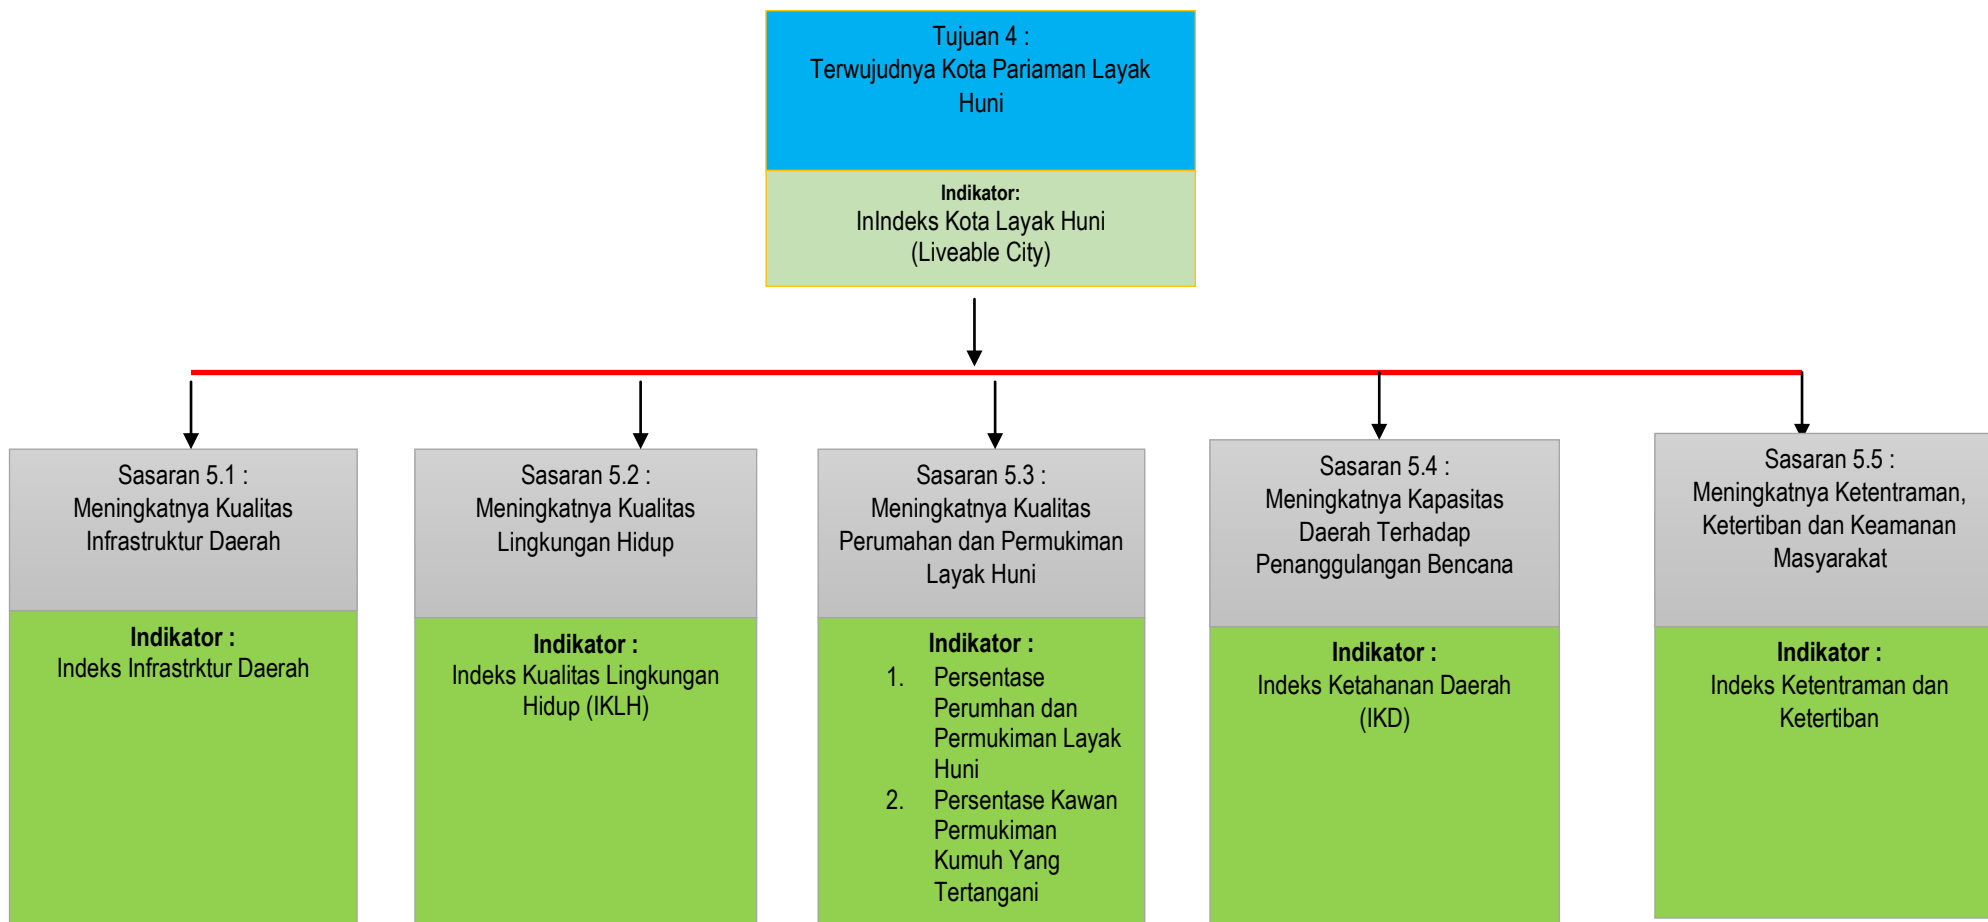 Tujuan 4 :
Terwujudnya Kota Pariaman Layak
Huni
Indikator:
InIndeks Kota Layak Huni
(Liveable City)
Sasaran 5.1 :
Meningkatnya Kualitas
Infrastruktur Daerah
Indikator :
Indeks Infrastrktur Daerah
Sasaran 5.2 :
Meningkatnya Kualitas
Lingkungan Hidup
Indikator :
Indeks Kualitas Lingkungan
Hidup (IKLH)
Sasaran 5.3 :
Meningkatnya Kualitas
Perumahan dan Permukiman
Layak Huni
Indikator :
1. Persentase
Perumhan dan
Permukiman Layak
Huni
2. Persentase Kawan
Permukiman
Kumuh Yang
Tertangani
Sasaran 5.4 :
Meningkatnya Kapasitas
Daerah Terhadap
Penanggulangan Bencana
Indikator :
Indeks Ketahanan Daerah
(IKD)
Sasaran 5.5 :
Meningkatnya Ketentraman,
Ketertiban dan Keamanan
Masyarakat
Indikator :
Indeks Ketentraman dan
Ketertiban